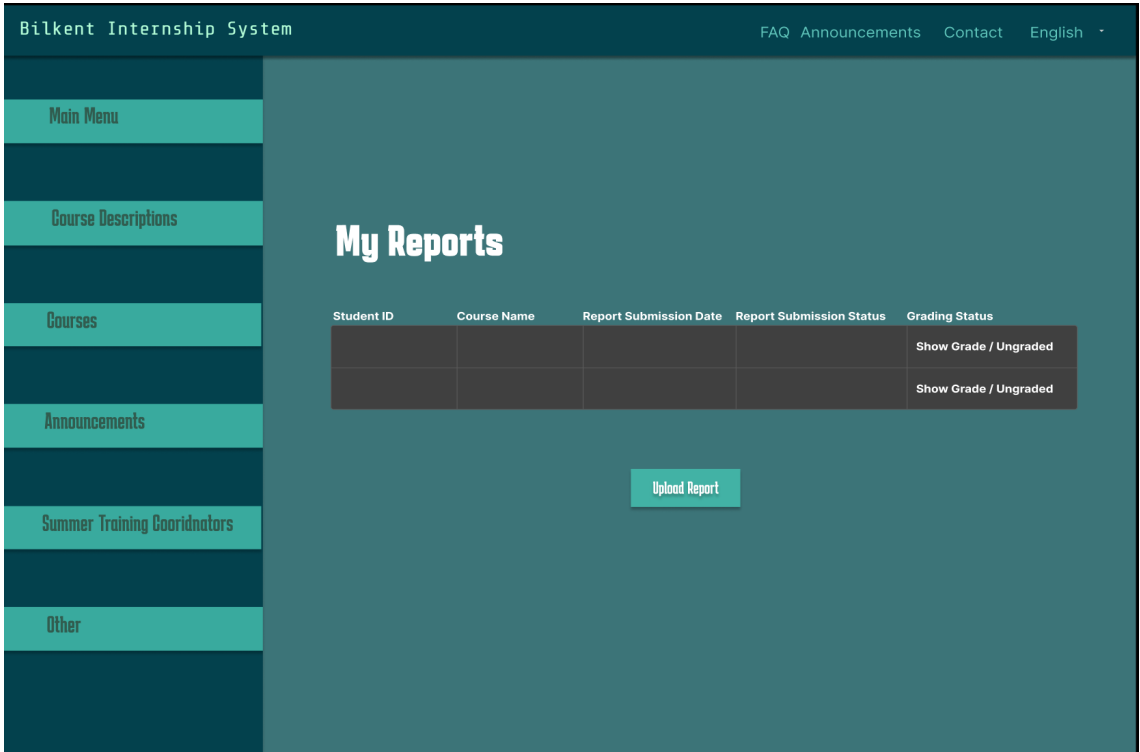 Bilkent Internship System
FAQ Announcements Contact English
Main Menu
Course Descriptions
Courses
Announcements
Summer Training Cooridnators
Other
My Reports
Student ID Course Name Report Submission Date Report Submission Status Grading Status
Show Grade / Ungraded
Show Grade / Ungraded
Upload Report